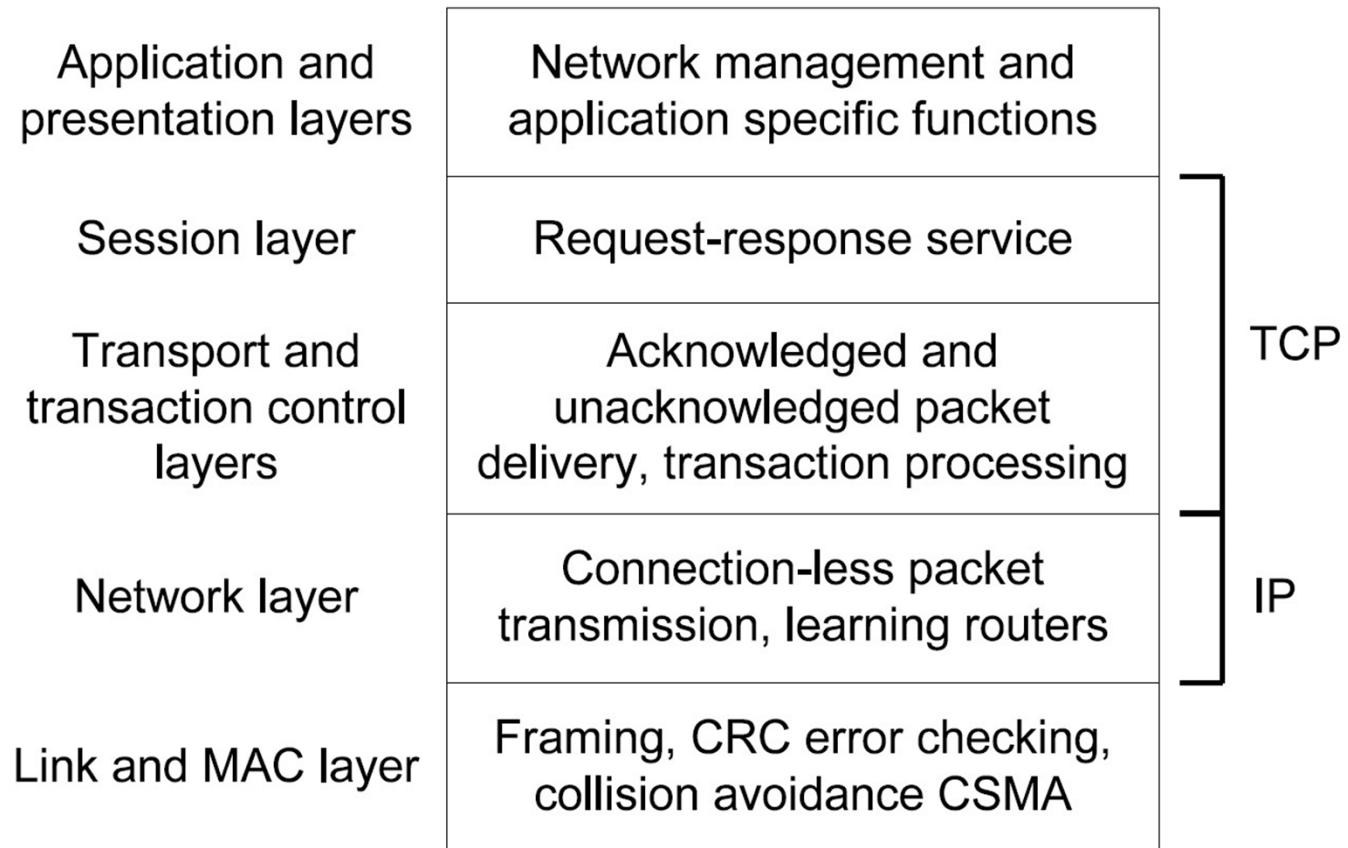 Application and
presentation layers
Network management and
application specific functions
Session layer
Request-response service
Transport and
transaction control
layers
Acknowledged and
unacknowledged packet
delivery, transaction processing
TCP
Network layer
Connection-less packet
transmission, learning routers
IP
Link and MAC layer
Framing, CRC error checking,
collision avoidance CSMA